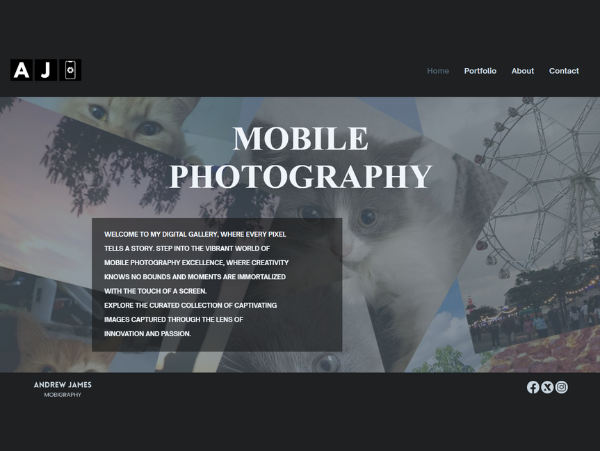 A J
Home Portfolio About Contact
MOBILE
PHOTOGRAPHY
WELCOME TO MY DIGITAL GALLERY, WHERE EVERY PIXEL
TELLS A STORY. STEP INTO THE VIBRANT WORLD OF
MOBILE PHOTOGRAPHY EXCELLENCE, WHERE CREATIVITY
KNOWS NO BOUNDS AND MOMENTS ARE IMMORTALIZED
WITH THE TOUCH OF A SCREEN.
EXPLORE THE CURATED COLLECTION OF CAPTIVATING
IMAGES CAPTURED THROUGH THE LENS OF
INNOVATION AND PASSION.
ANDREW JAMES
MOBIGRAPHY